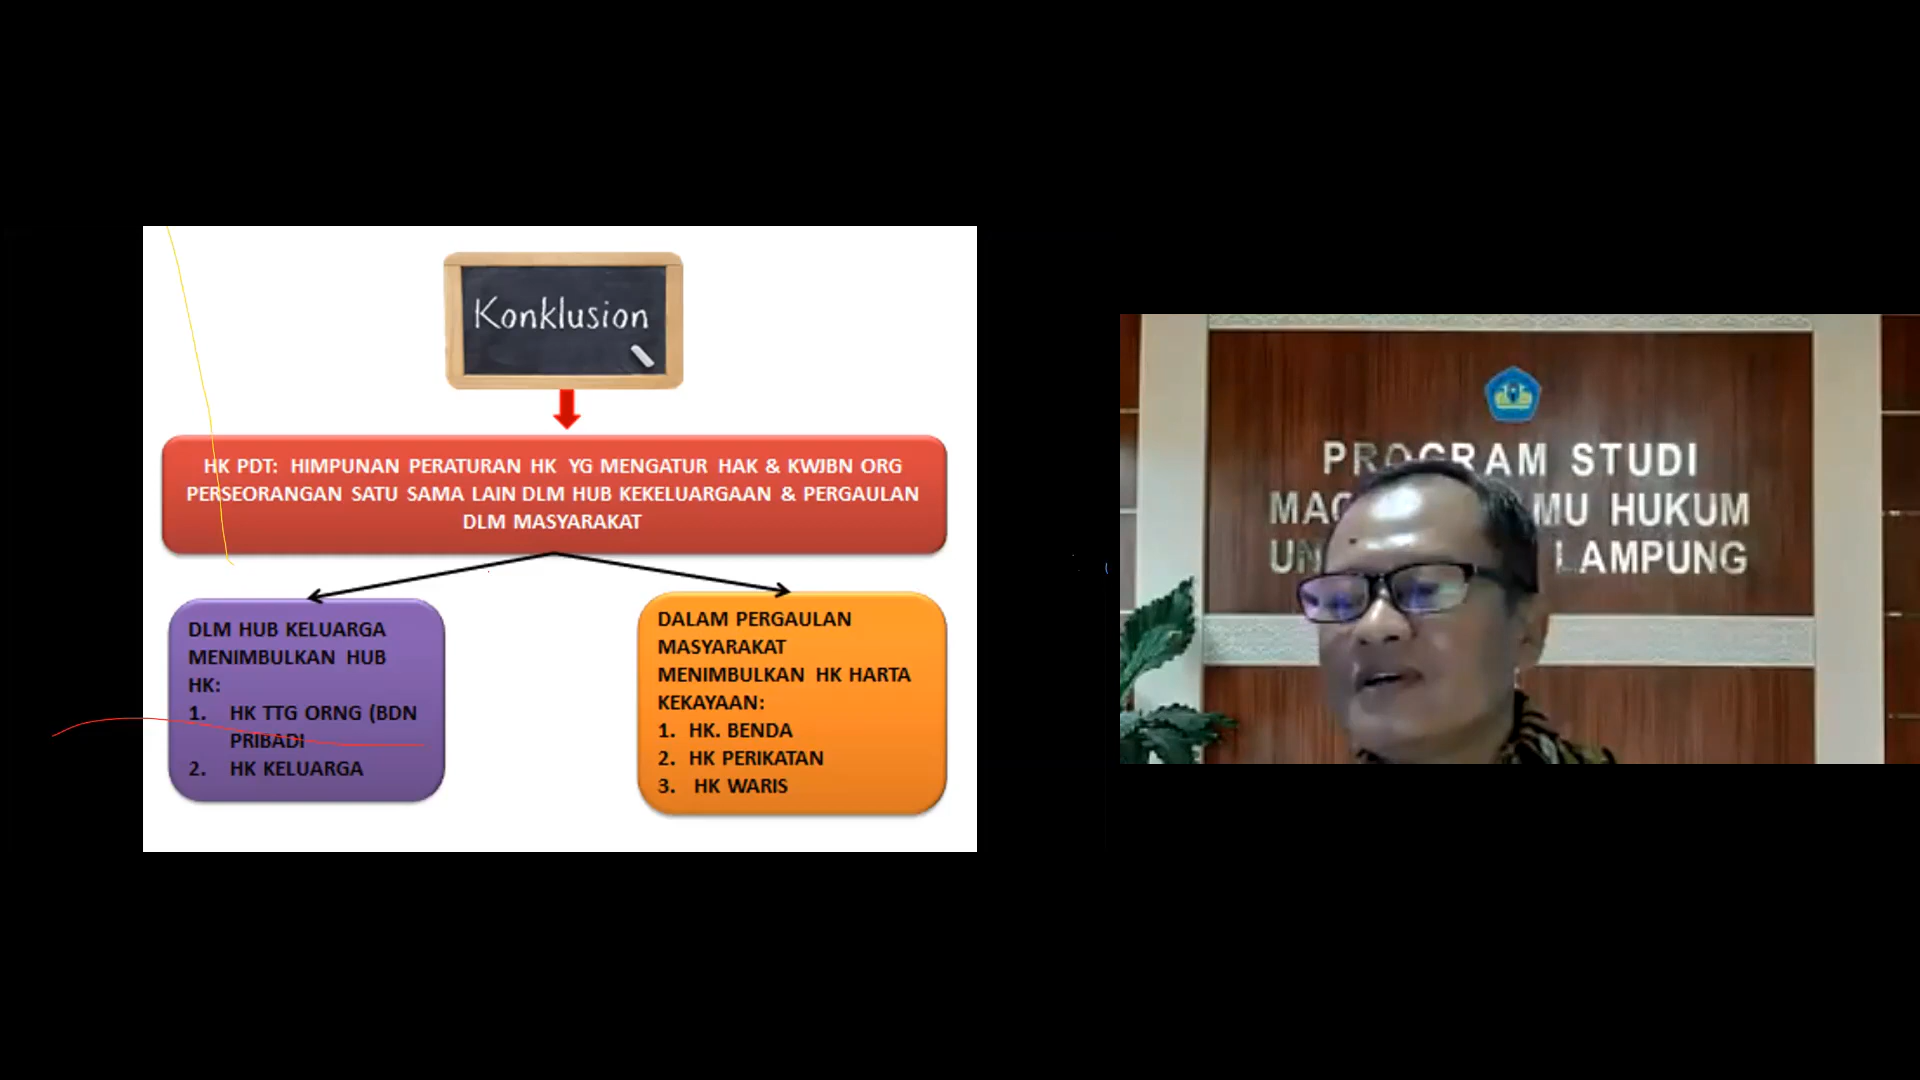 Konklusion
HK PDT: HIMPUNAN PERATURAN HK YG MENGATUR HAK & KWJBN ORG
PERSEORANGAN SATU SAMA LAIN DLM HUB KEKELUARGAAN & PERGAULAN
DLM MASYARAKAT
DLM HUB KELUARGA
MENIMBULKAN HUB
HK:
1. HK TTG ORNG (BDN
PRIBADI
2. HK KELUARGA
DALAM PERGAULAN
MASYARAKAT
MENIMBULKAN HK HARTA
KEKAYAAN:
1. HK. BENDA
2. HK PERIKATAN
3. HK WARIS
PROGRAM STUDI
HUKUM
LAMPUNG